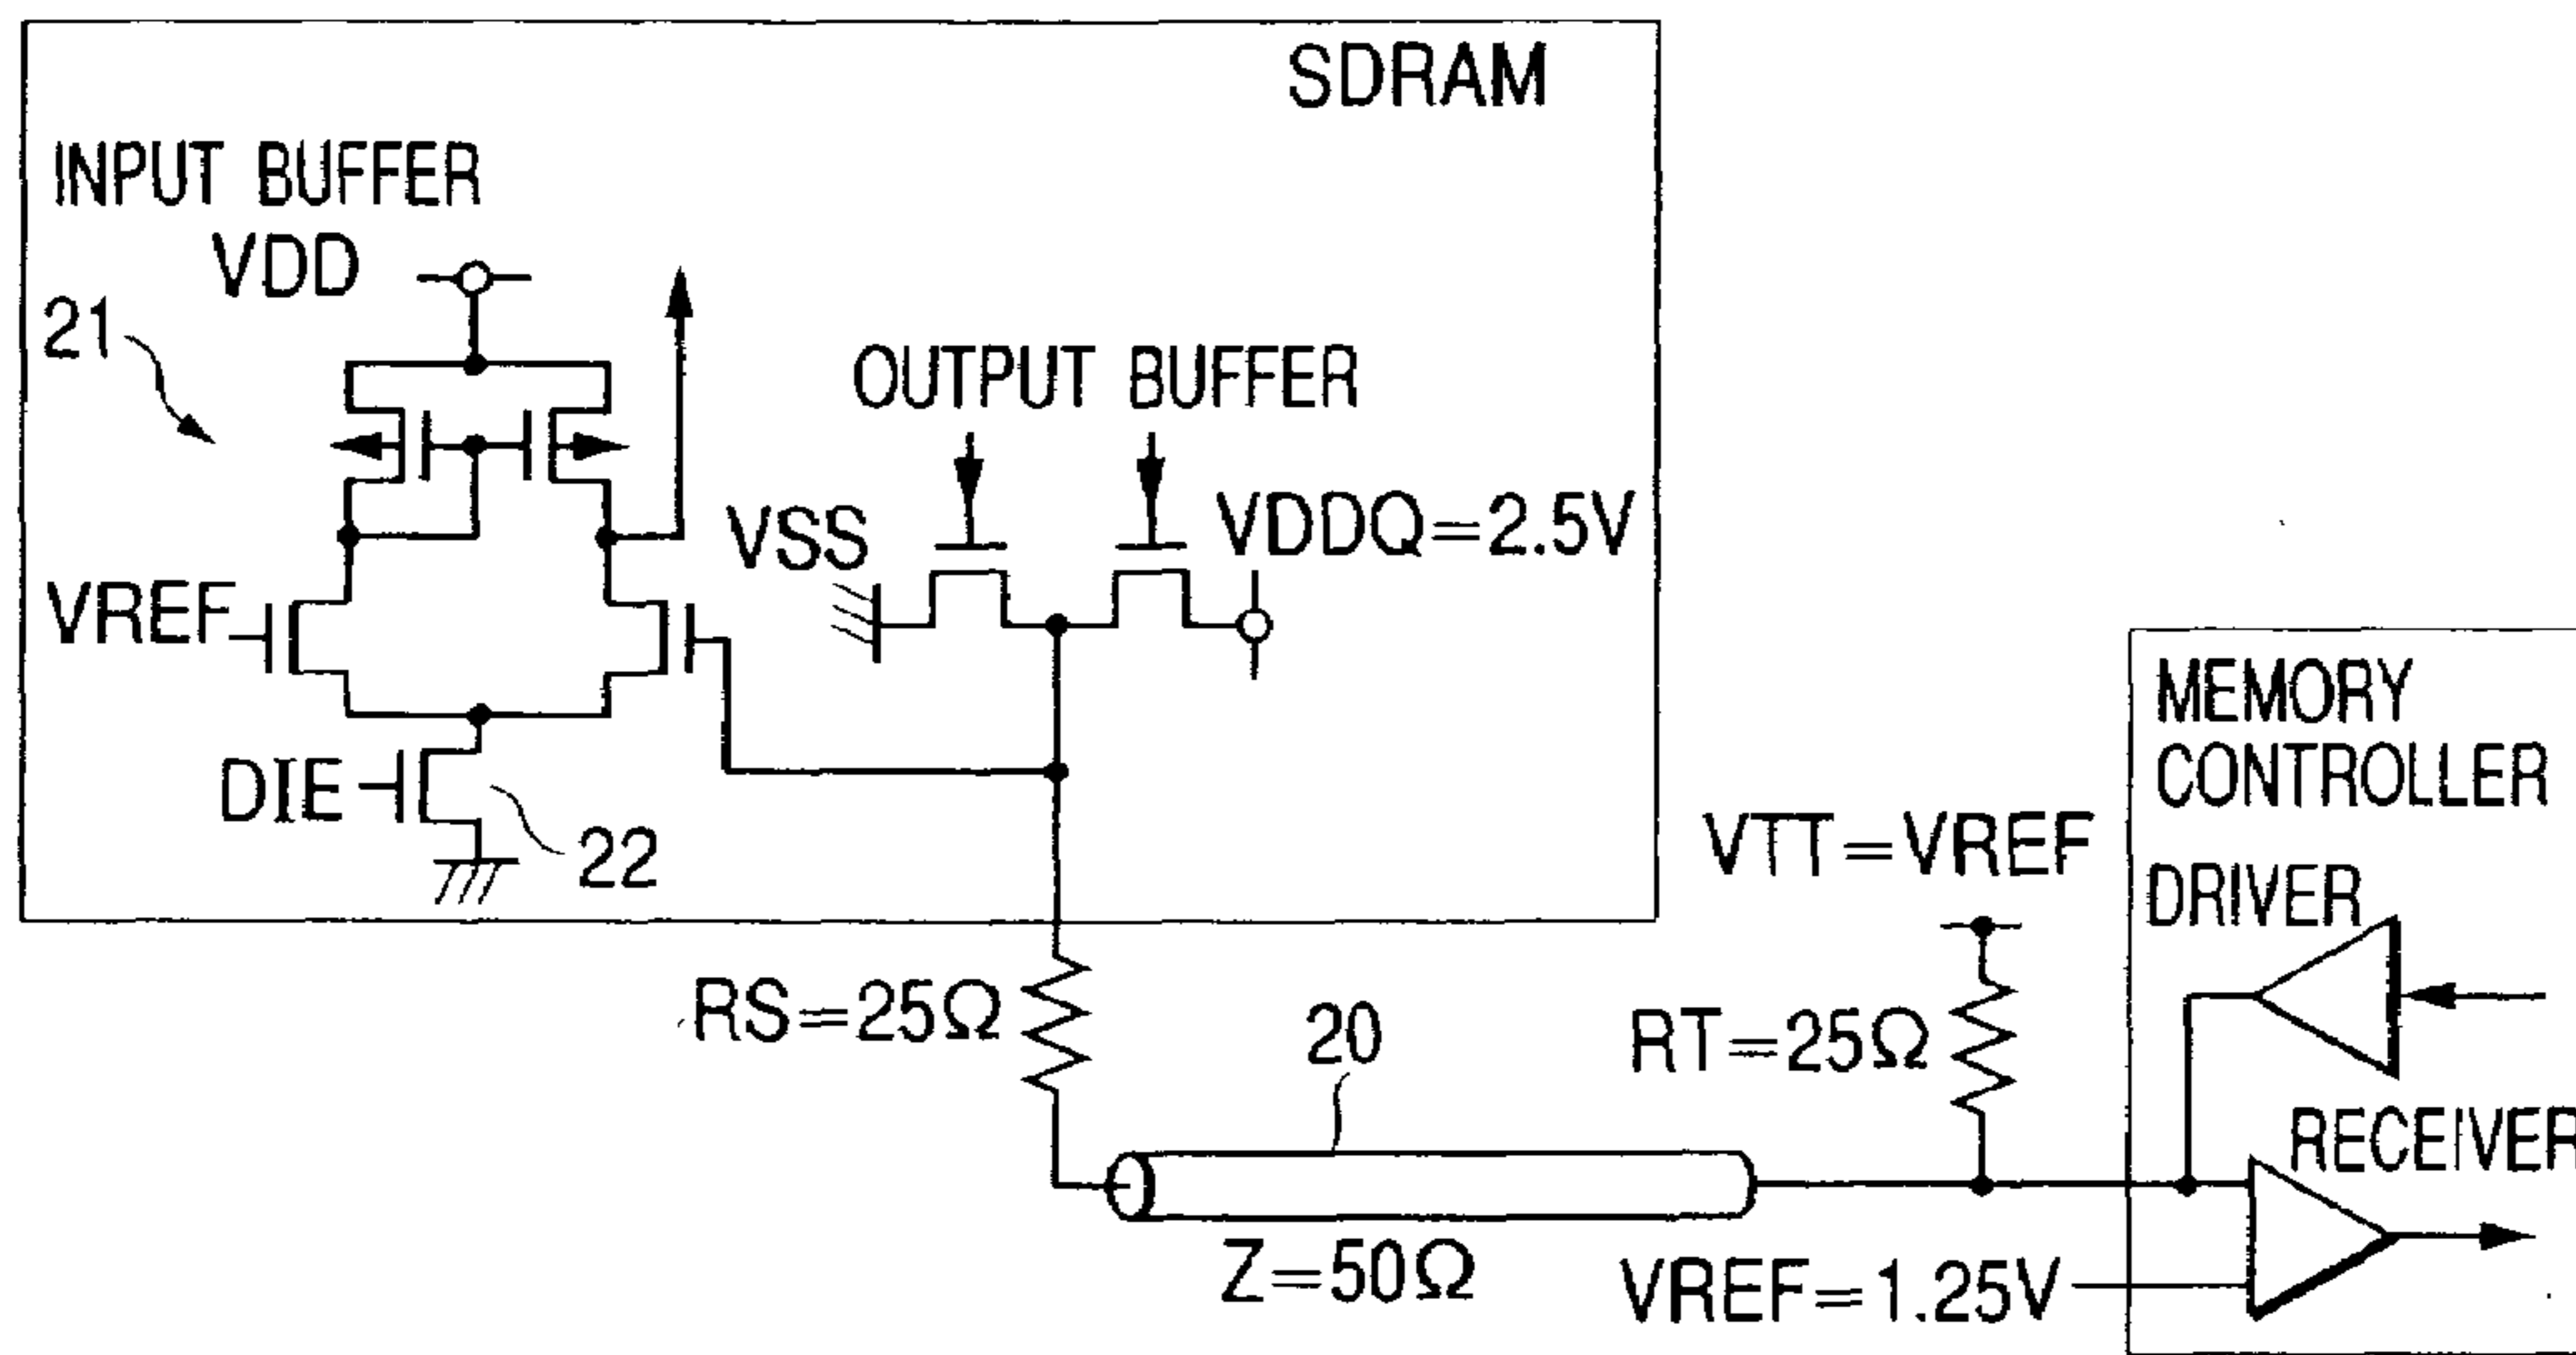 SDRAM
INPUT BUFFER
VDD
21
OUTPUT BUFFER
VSS
VDDQ=2.5V
VREF
DIE
22
MEMORY
CONTROLLER
VTT=VREF
DRIVER
RS=25Ω
20
RT=25Ω
RECEIVER
Z=50Ω
VREF=1.25V